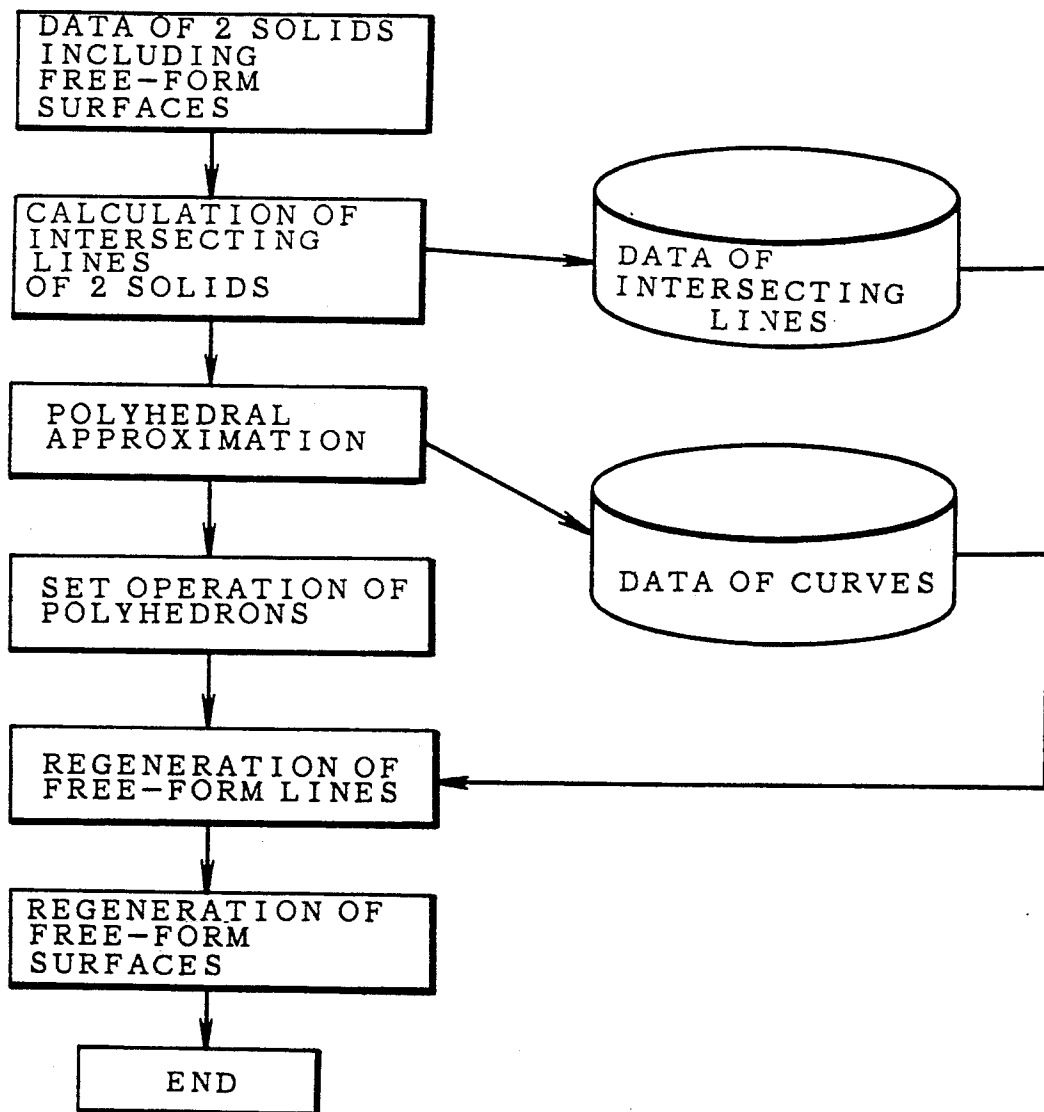 DATA OF 2 SOLIDS
INCLUDING
FREE-FORM
SURFACES
CALCULATION OF
INTERSECTING
LINES
OF 2 SOLIDS
DATA OF
INTERSECTING
LINES
POLYHEDRAL
APPROXIMATION
SET OPERATION OF
POLYHEDRONS
DATA OF CURVES
REGENERATION OF
FREE-FORM LINES
REGENERATION OF
FREE-FORM
SURFACES
END